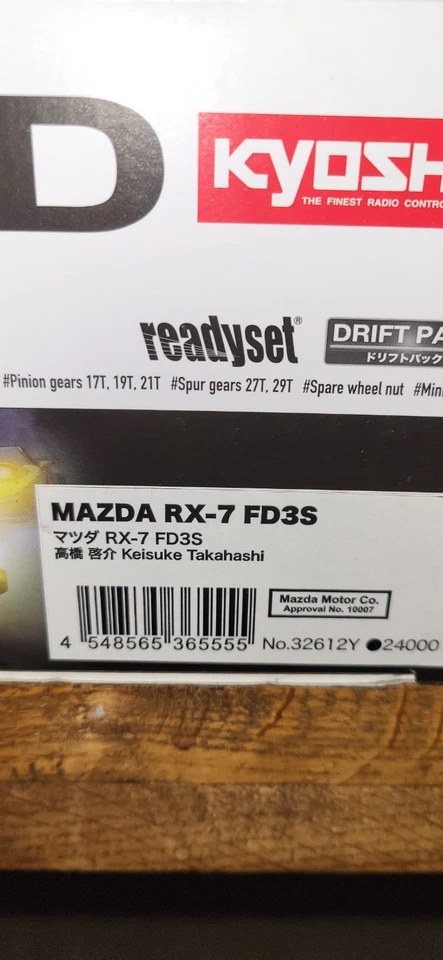 D
KYOSH
THE FINEST RADIO CONTRO
readyset®
DRIFT PA
ドリフトパック
#Pinion gears 17T, 19T, 21T #Spur gears 27T, 29T #Spare wheel nut #Mini
MAZDA RX-7 FD3S
マツダ RX-7 FD3S
高橋 啓介 Keisuke Takahashi
Mazda Motor Co.
Approval No. 10007
4 548565 365555 No.32612Y ●24000